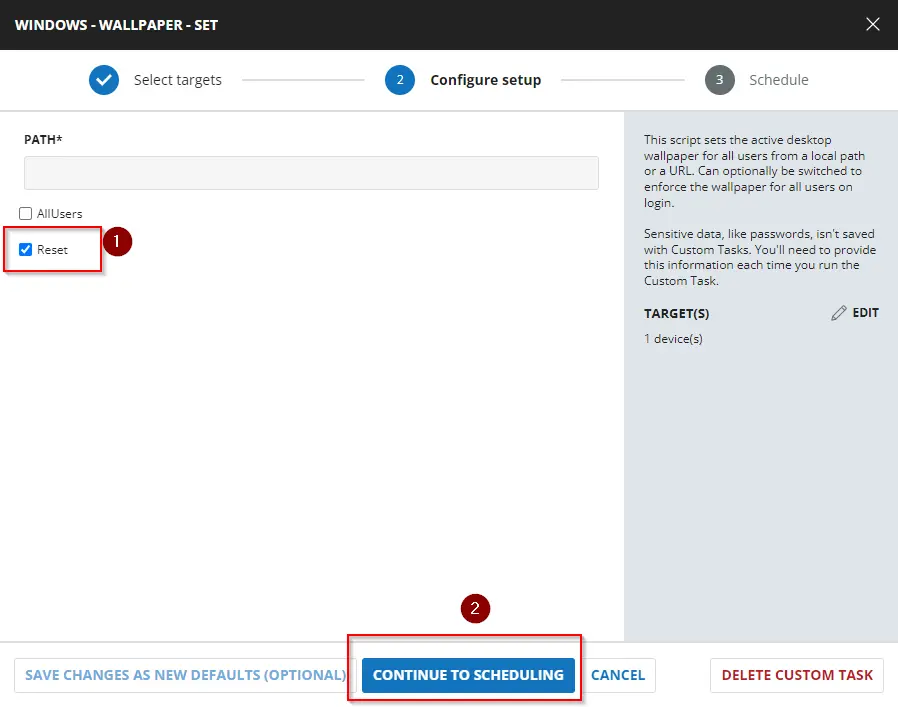 WINDOWS - WALLPAPER - SET
Select targets
2
Configure setup
3
Schedule
PATH*
AllUsers
Reset
1
This script sets the active desktop
wallpaper for all users from a local path
or a URL. Can optionally be switched to
enforce the wallpaper for all users on
login.
Sensitive data, like passwords, isn't saved
with Custom Tasks. You'll need to provide
this information each time you run the
Custom Task.
TARGET(S)
EDIT
1 device(s)
2
SAVE CHANGES AS NEW DEFAULTS (OPTIONAL)
CONTINUE TO SCHEDULING
CANCEL
DELETE CUSTOM TASK